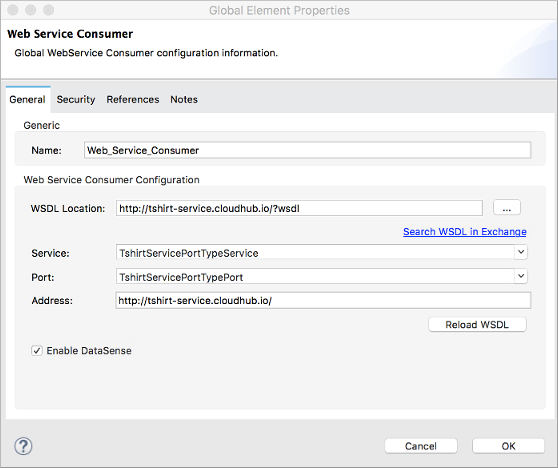 Global Element Properties
Web Service Consumer
Global WebService Consumer configuration information.
General Security References Notes
Generic
Name: Web_Service_Consumer
Web Service Consumer Configuration
WSDL Location: http://tshirt-service.cloudhub.io/?wsdl ...
Search WSDL in Exchange
Service: TshirtServicePortTypeService
Port: TshirtServicePortTypePort
Address: http://tshirt-service.cloudhub.io/
Reload WSDL
Enable DataSense
? Cancel OK